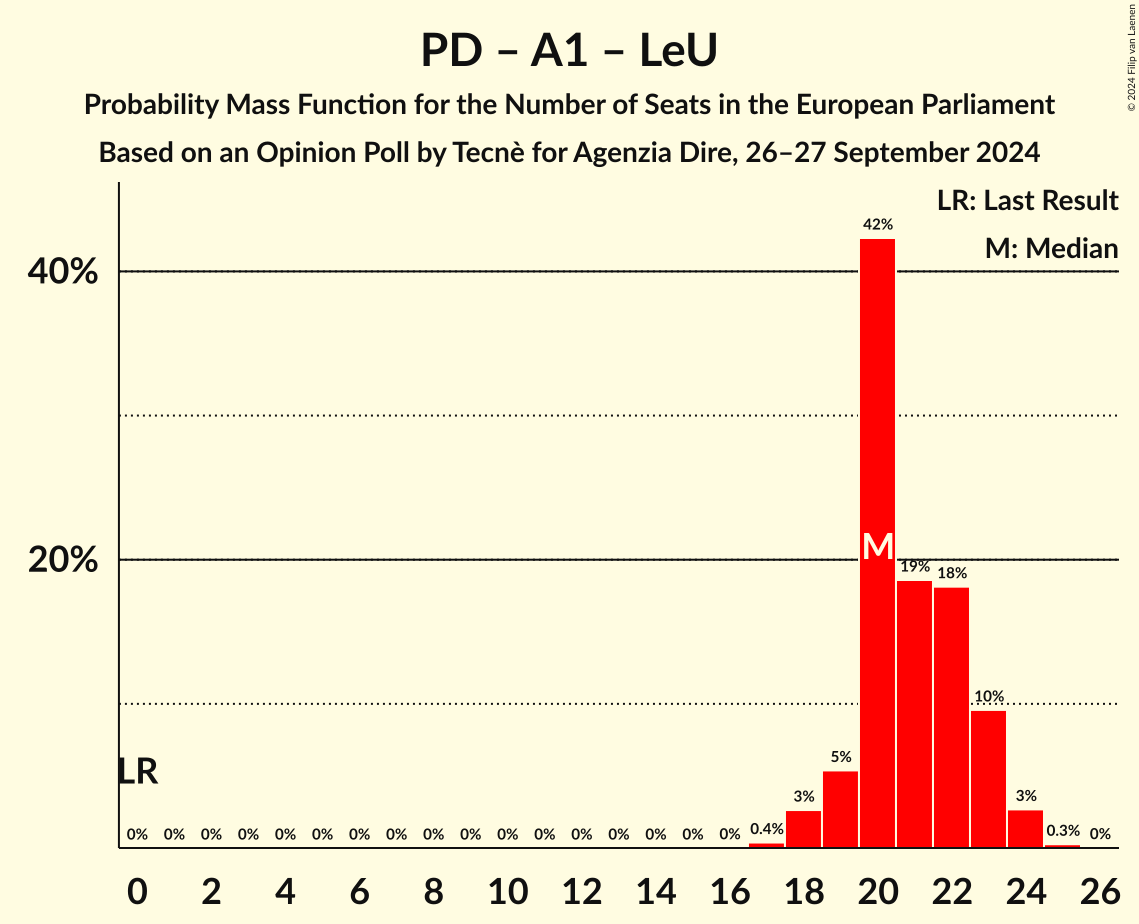 PD – A1 – LeU
Probability Mass Function for the Number of Seats in the European Parliament
Based on an Opinion Poll by Tecnè for Agenzia Dire, 26–27 September 2024
© 2024 Filip van Laenen
LR: Last Result
M: Median
42%
40%
M
20%
19%
18%
10%
LR
5%
3%
3%
0% 0% 0% 0% 0% 0% 0% 0% 0% 0% 0% 0% 0% 0% 0% 0% 0% 0.4% 0.3% 0%
0 2 4 6 8 10 12 14 16 18 20 22 24 26